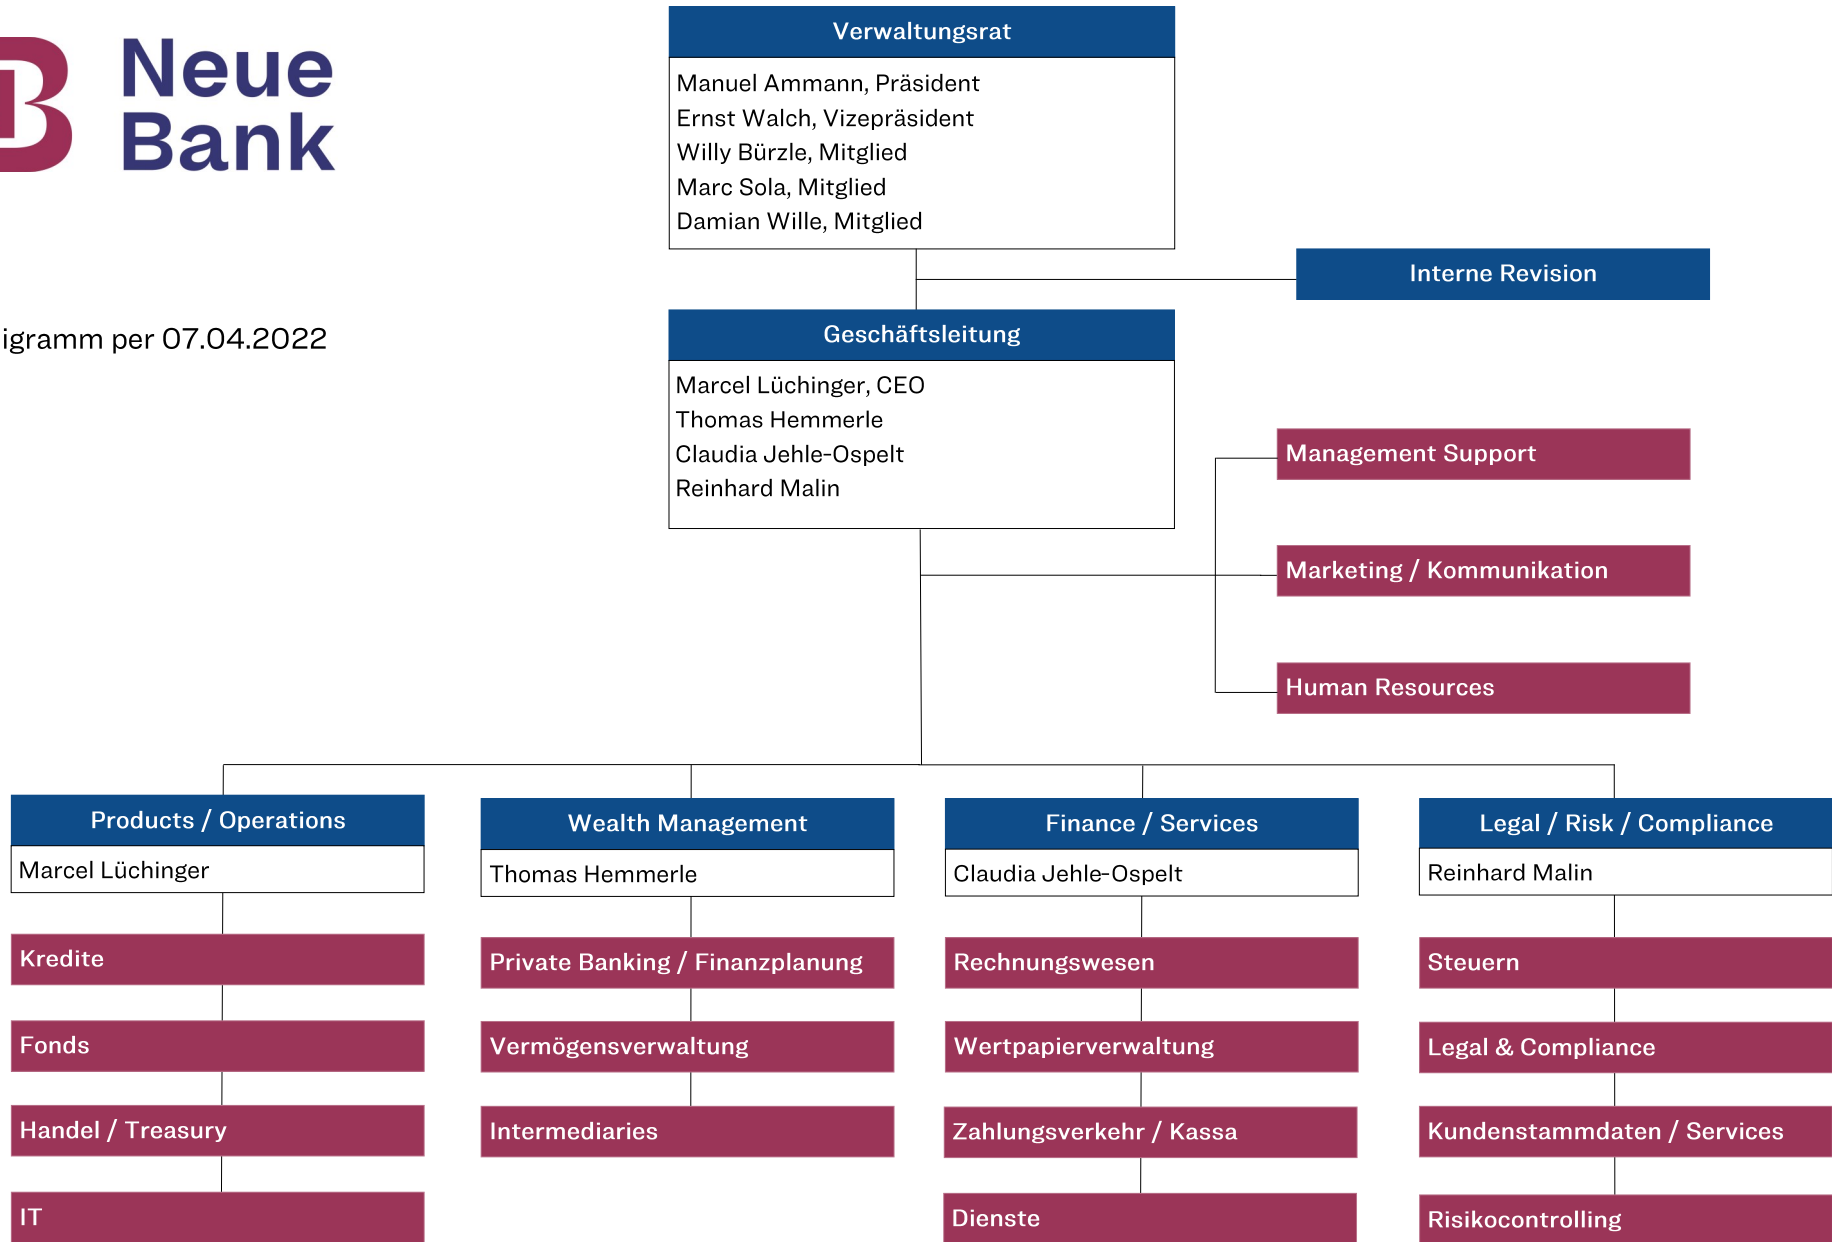 B Neue
Bank
igramm per 07.04.2022
Verwaltungsrat
Manuel Ammann, Präsident
Ernst Walch, Vizepräsident
Willy Bürzle, Mitglied
Marc Sola, Mitglied
Damian Wille, Mitglied
Interne Revision
Geschäftsleitung
Marcel Lüchinger, CEO
Thomas Hemmerle
Claudia Jehle-Ospelt
Reinhard Malin
Management Support
Marketing / Kommunikation
Human Resources
Products / Operations
Marcel Lüchinger
Kredite
Fonds
Handel / Treasury
IT
Wealth Management
Thomas Hemmerle
Private Banking / Finanzplanung
Vermögensverwaltung
Intermediaries
Finance / Services
Claudia Jehle-Ospelt
Rechnungswesen
Wertpapierverwaltung
Zahlungsverkehr / Kassa
Dienste
Legal / Risk / Compliance
Reinhard Malin
Steuern
Legal & Compliance
Kundenstammdaten / Services
Risikocontrolling